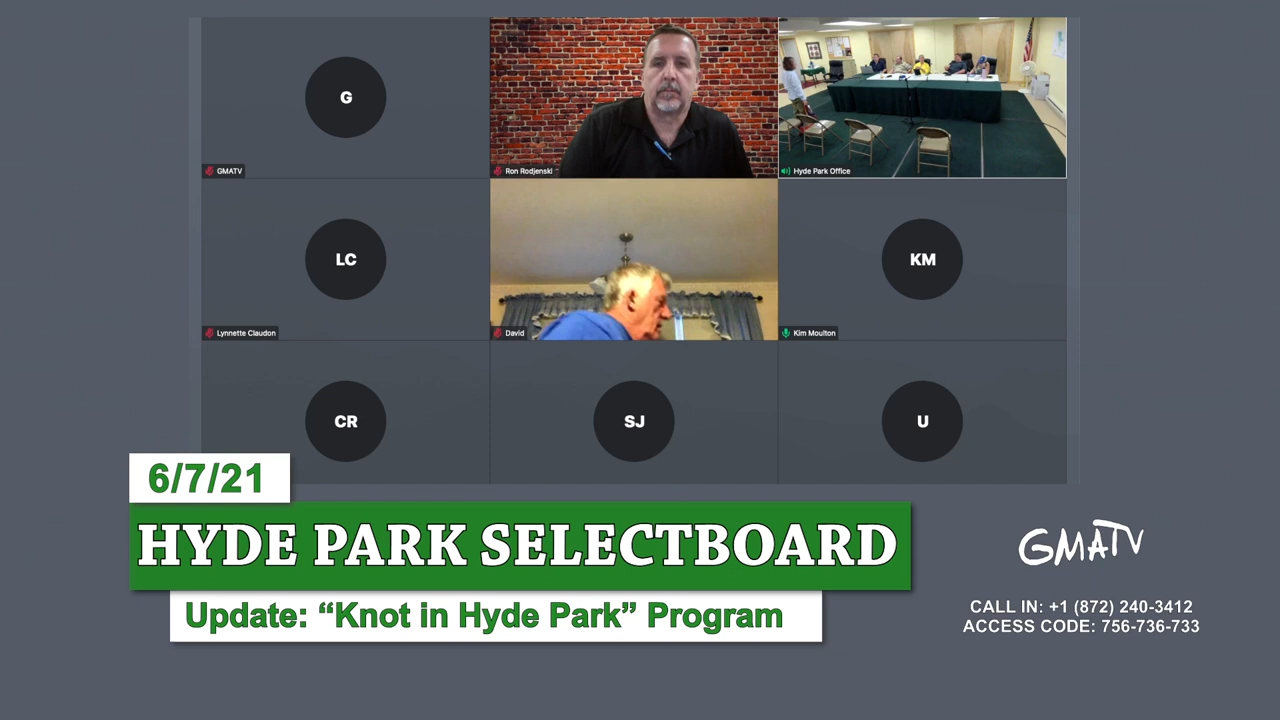 G
GMATV
Ron Rodjenski
Hyde Park Office
LC
Lynnette Claudon
David
KM
Kim Moulton
CR
SJ
U
6/7/21
HYDE PARK SELECTBOARD
Update: “Knot in Hyde Park” Program
GMATV
CALL IN: +1 (872) 240-3412
ACCESS CODE: 756-736-733